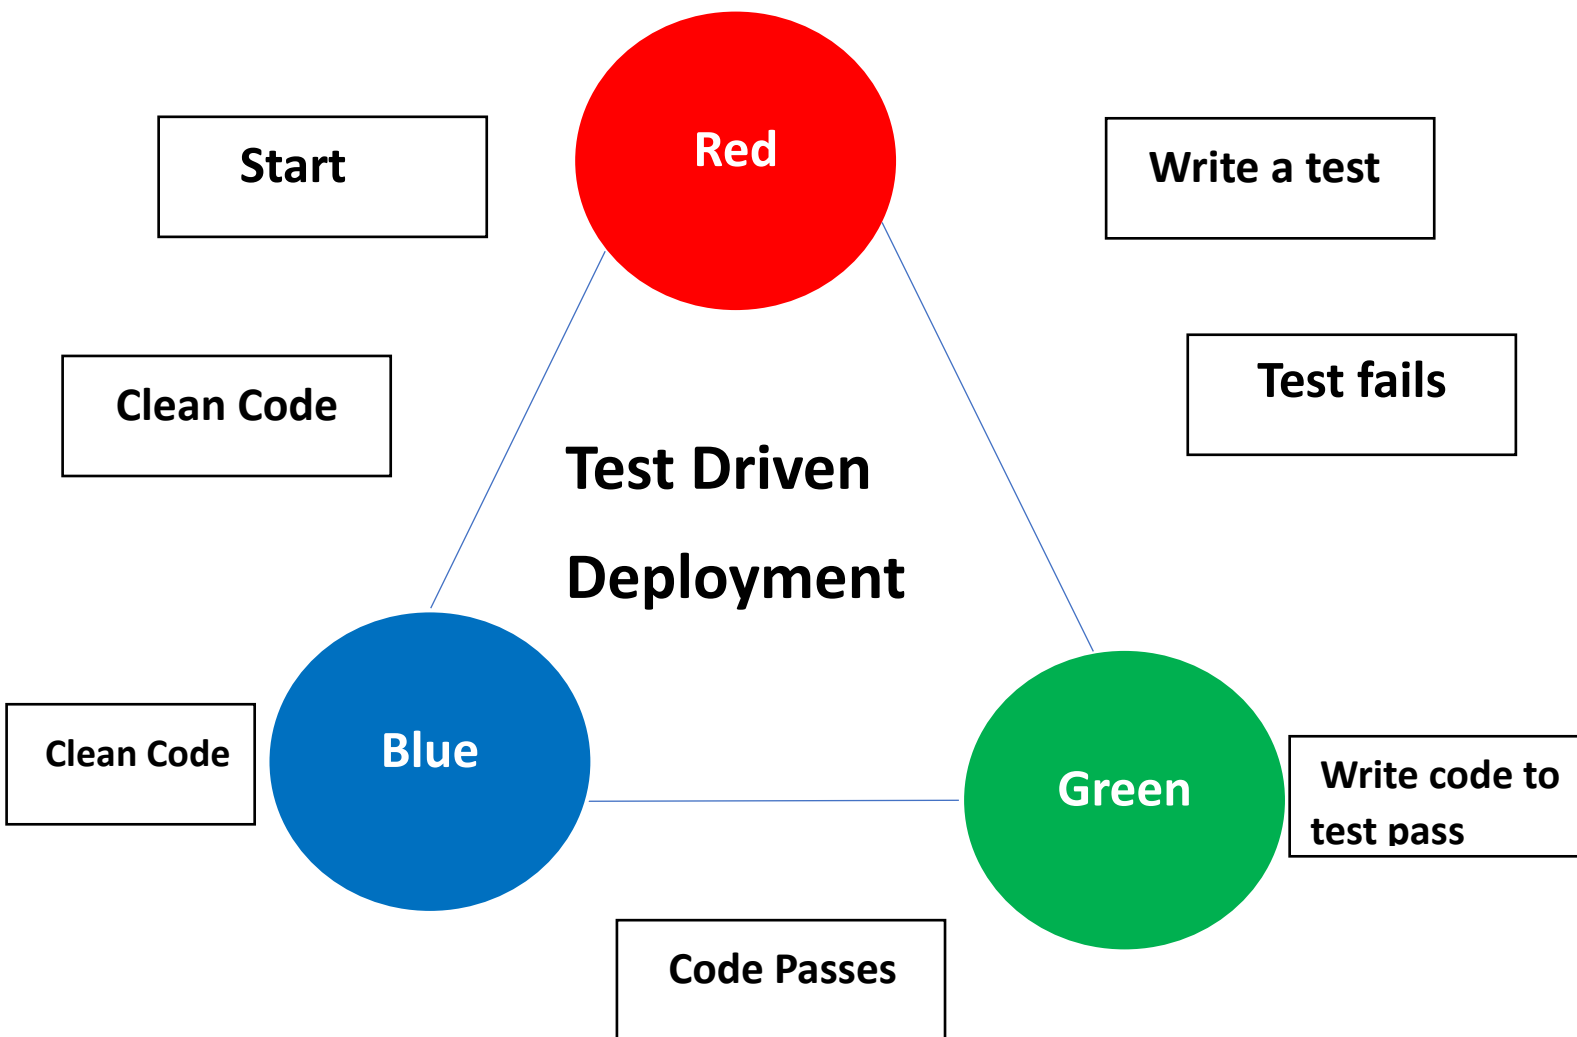 Red
Start
Write a test
Clean Code
Test fails
Test Driven
Deployment
Clean Code
Blue
Green
Write code to
test pass
Code Passes